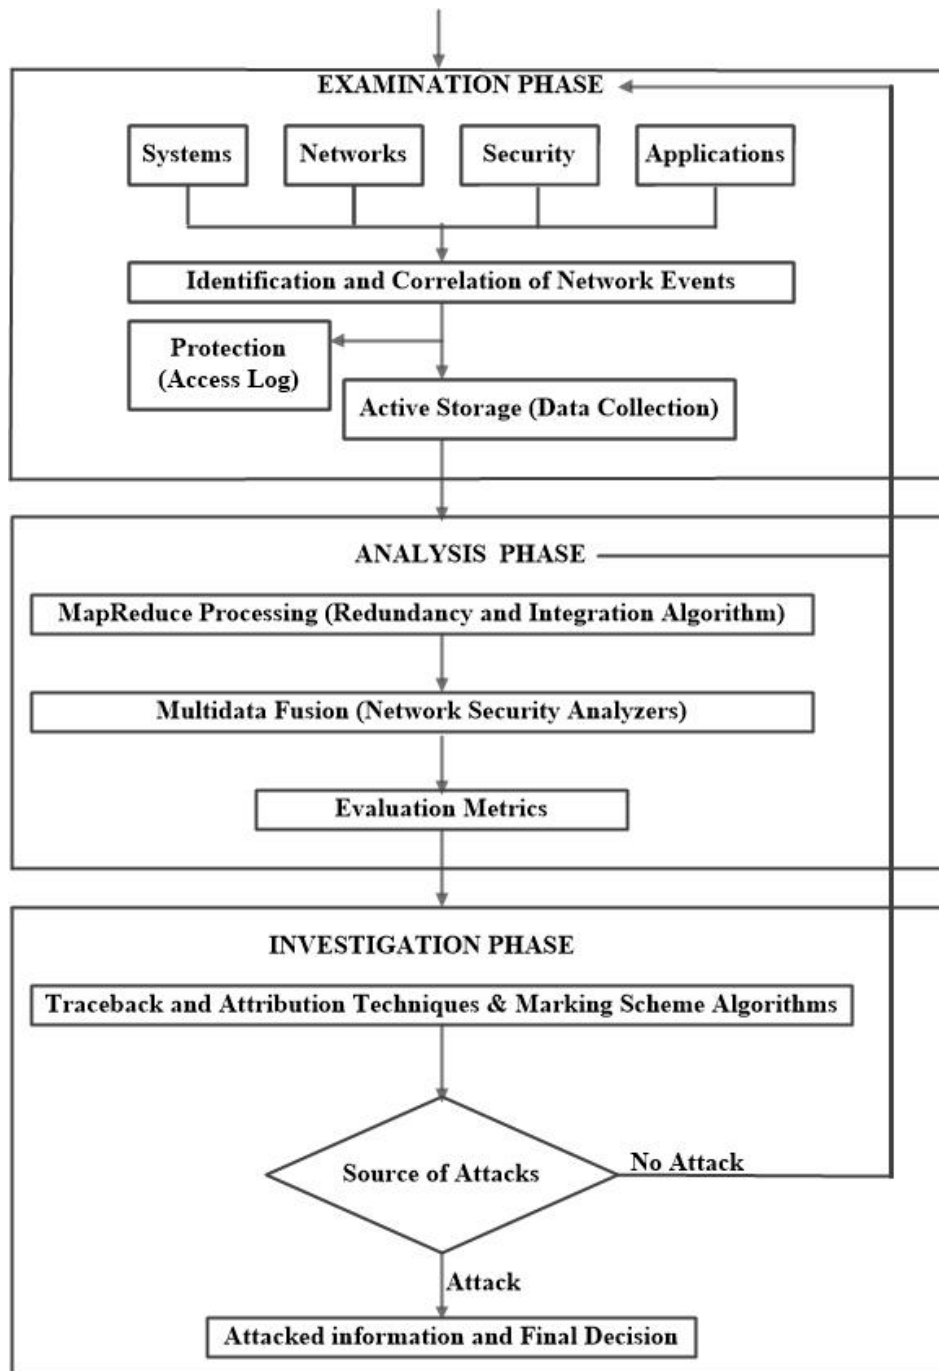 EXAMINATION PHASE
Systems
Networks
Security
Applications
Identification and Correlation of Network Events
Protection
(Access Log)
Active Storage (Data Collection)
ANALYSIS PHASE
MapReduce Processing (Redundancy and Integration Algorithm)
Multidata Fusion (Network Security Analyzers)
Evaluation Metrics
INVESTIGATION PHASE
Traceback and Attribution Techniques & Marking Scheme Algorithms
Source of Attacks
No Attack
Attack
Attacked information and Final Decision